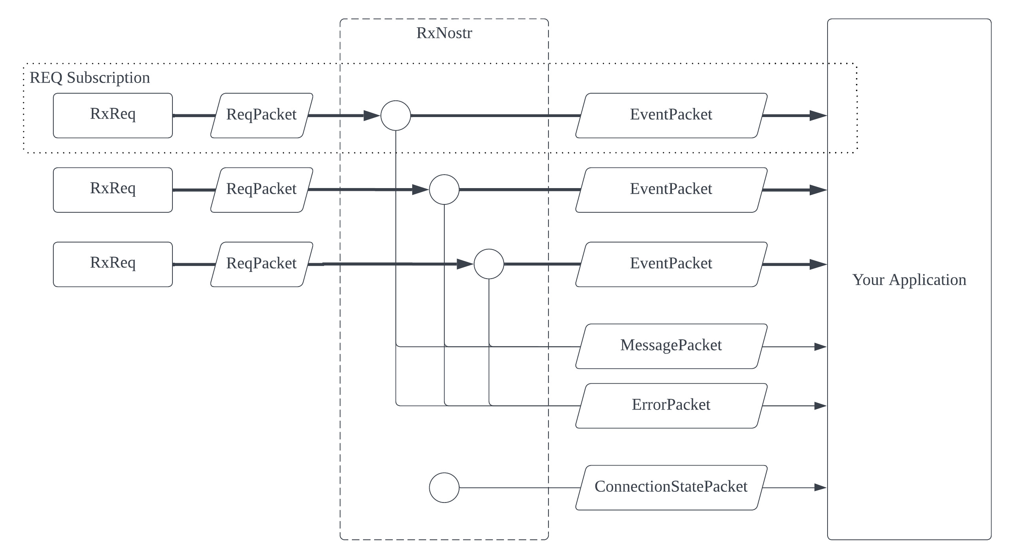 RxNostr
REQ Subscription
RxReq
ReqPacket
EventPacket
RxReq
ReqPacket
EventPacket
RxReq
ReqPacket
EventPacket
Your Application
MessagePacket
ErrorPacket
ConnectionStatePacket